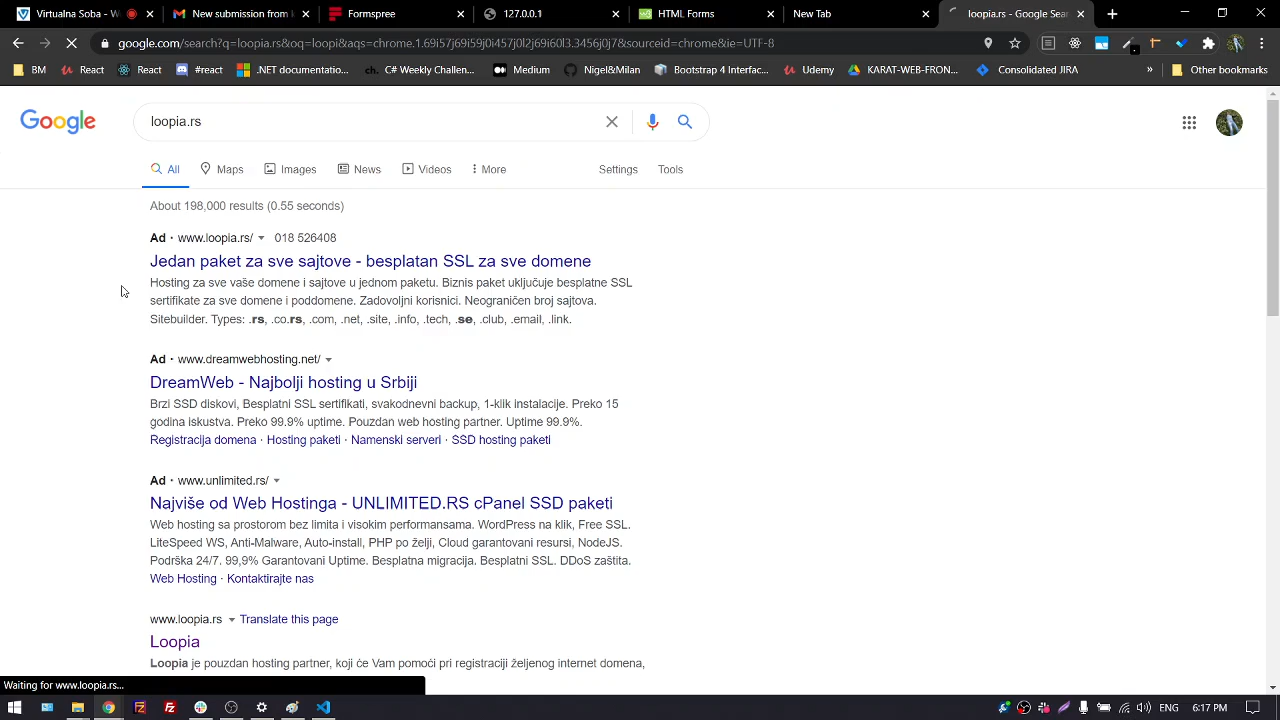 Virtualna Soba - W
Gmail New submission from
Formspree
127.0.0.1
HTML Forms
New Tab
loopia.rs - Google Search
google.com/search?q=loopia.rs&oq=loopi&aqs=chrome.1.69i57j69i59j0i457j0l2j69i60l3.3456j0j7&sourceid=chrome&ie=UTF-8
BM
React
#react
.NET documentatio...
ch. C# Weekly Challen...
Medium
Nigel&Milan
Bootstrap 4 Interfac...
Udemy
KARAT-WEB-FRON...
Consolidated JIRA
»
Other bookmarks
Google
loopia.rs
All
Maps
Images
News
Videos
More
Settings
Tools
About 198,000 results (0.55 seconds)
Ad · www.loopia.rs/ 018 526408
Jedan paket za sve sajtove - besplatan SSL za sve domene
Hosting za sve vaše domene i sajtove u jednom paketu. Biznis paket uključuje besplatne SSL
sertifikate za sve domene i poddomene. Zadovoljni korisnici. Neograničen broj sajtova.
Sitebuilder. Types: .rs, .co.rs, .com, .net, .site, .info, .tech, .se, .club, .email, .link.
Ad · www.dreamwebhosting.net/
DreamWeb - Najbolji hosting u Srbiji
Brzi SSD diskovi, Besplatni SSL sertifikati, svakodnevni backup, 1-klik instalacije. Preko 15
godina iskustva. Preko 99.9% uptime. Pouzdan web hosting partner. Uptime 99.9%.
Registracija domena · Hosting paketi · Namenski serveri · SSD hosting paketi
Ad · www.unlimited.rs/
Najviše od Web Hostinga - UNLIMITED.RS cPanel SSD paketi
Web hosting sa prostorom bez limita i visokim performansama. WordPress na klik, Free SSL.
LiteSpeed WS, Anti-Malware, Auto-install, PHP po želji, Cloud garantovani resursi, NodeJS.
Podrška 24/7. 99,9% Garantovani Uptime. Besplatna migracija. Besplatni SSL. DDoS zaštita.
Web Hosting · Kontaktirajte nas
www.loopia.rs Translate this page
Loopia
Loopia je pouzdan hosting partner, koji će Vam pomoći pri registraciji željenog internet domena,
Waiting for www.loopia.rs...
ENG
6:17 PM